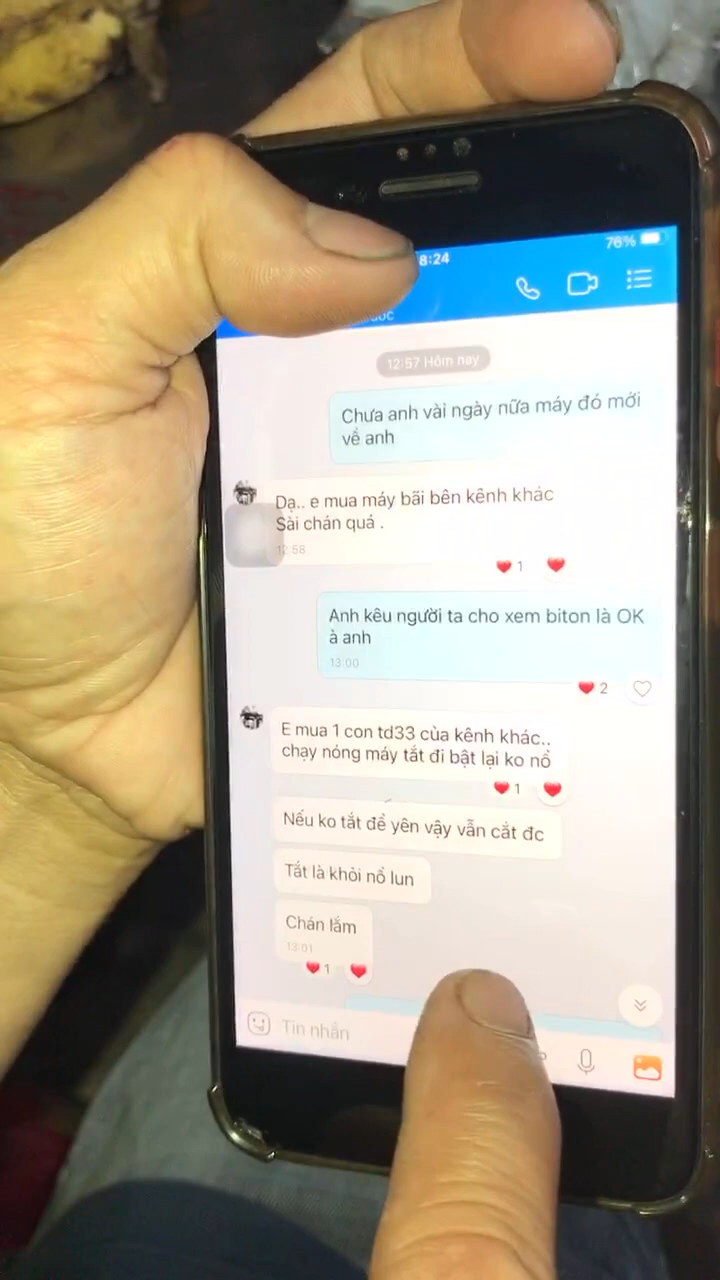 8:24
76%
12:57 Hôm nay
Chưa anh vài ngày nữa máy đó mới
về anh
Dạ.. e mua máy bãi bên kênh khác
Sài chán quá .
12:58
1
Anh kêu người ta cho xem biton là OK
à anh
13:00
2
E mua 1 con td33 của kênh khác..
chạy nóng máy tắt đi bật lại ko nổ
1
Nếu ko tắt để yên vậy vẫn cắt đc
Tắt là khỏi nổ lun
Chán lắm
13:01
1
Tin nhắn